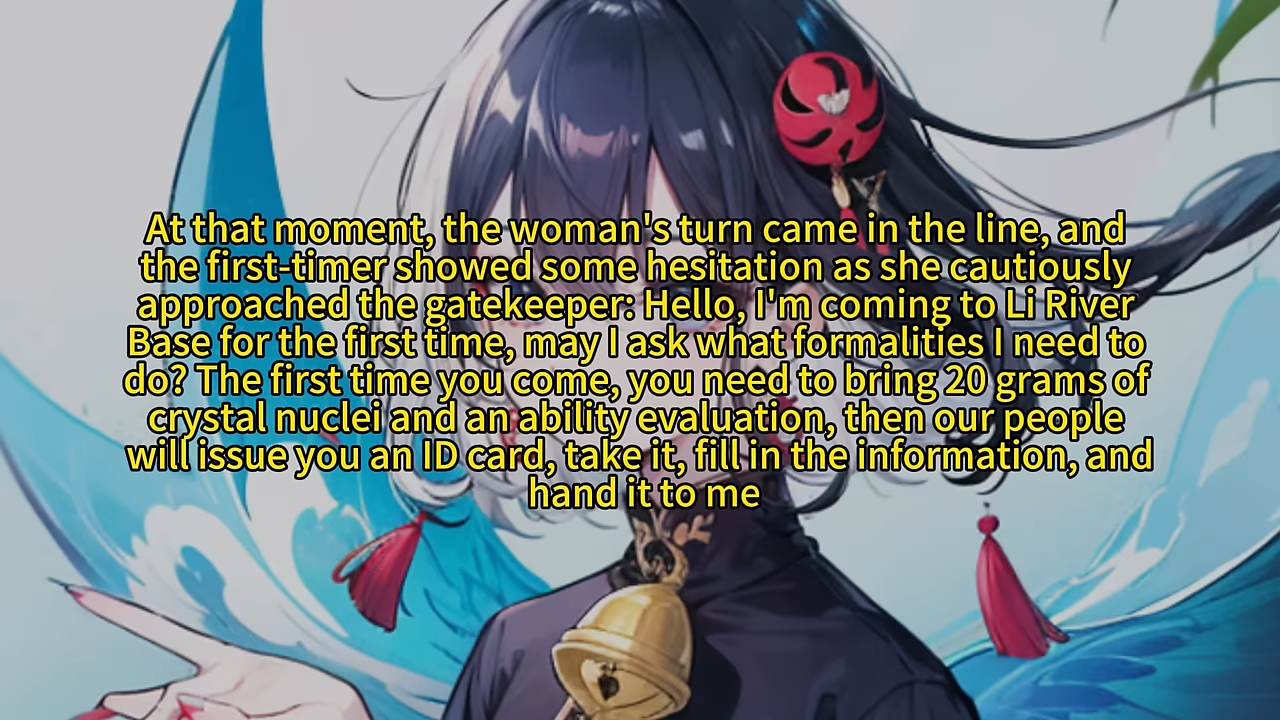 At that moment, the woman's turn came in the line, and
the first-timer showed some hesitation as she cautiously
approached the gatekeeper: Hello, I'm coming to Li River
Base for the first time, may I ask what formalities I need to
do? The first time you come, you need to bring 20 grams of
crystal nuclei and an ability evaluation, then our people
will issue you an ID card, take it, fill in the information, and
hand it to me